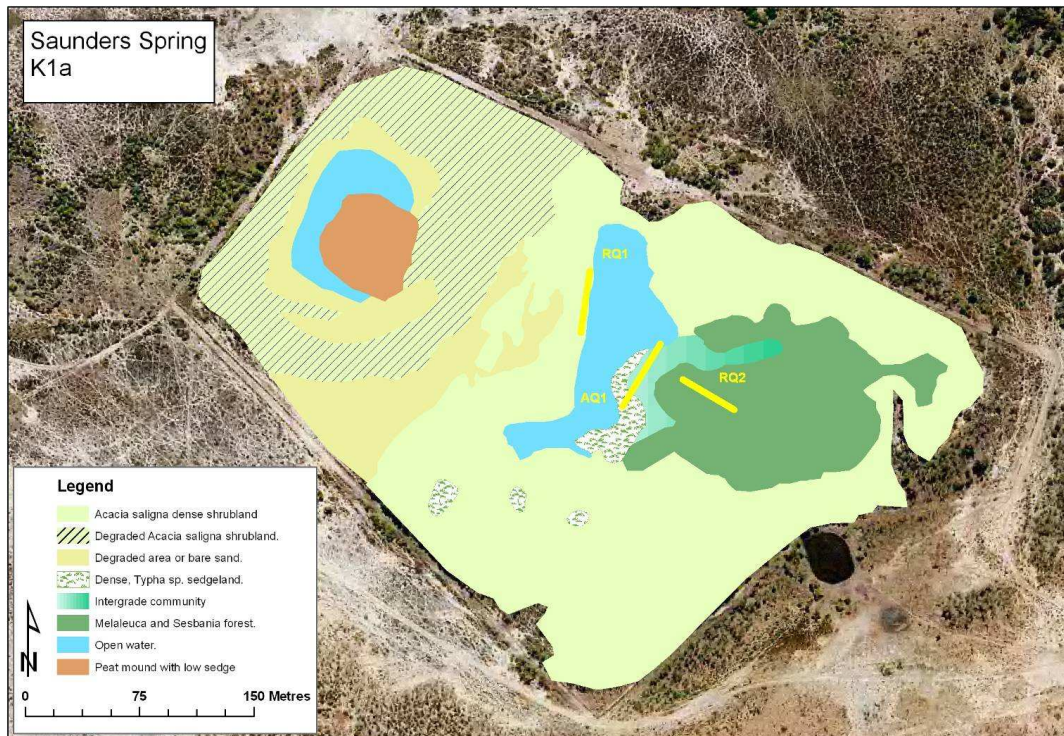 Saunders Spring
K1a
RQ1
AQ1
RQ2
Legend
Acacia saligna dense shrubland
Degraded Acacia saligna shrubland.
Degraded area or bare sand.
Dense, Typha sp. sedgeland.
Intergrade community
Melaleuca and Sesbania forest.
Open water.
Peat mound with low sedge
N
0 75 150 Metres